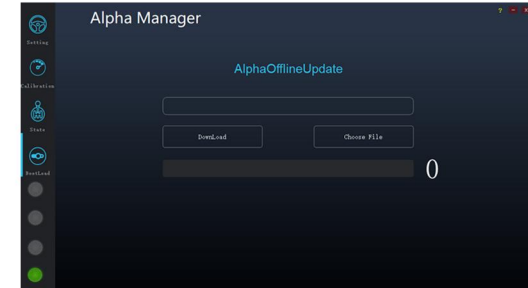 Alpha Manager
?
Setting
AlphaOfflineUpdate
Calibration
State
DownLoad
Choose File
BootLoad
0